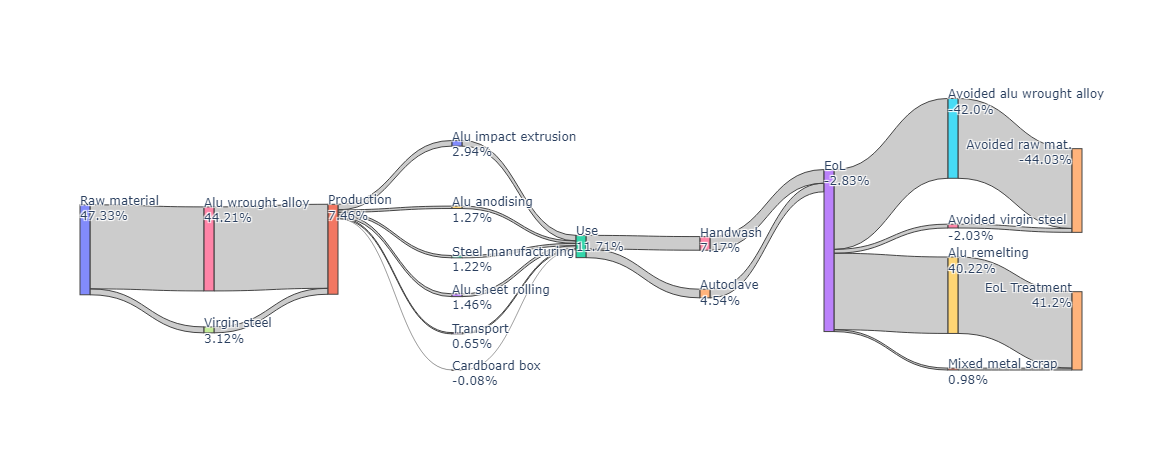 Raw material
47.33%
Alu wrought alloy
44.21%
Virgin steel
3.12%
Production
7.46%
Alu impact extrusion
2.94%
Alu anodising
1.27%
Steel manufacturing
1.22%
Alu sheet rolling
1.46%
Transport
0.65%
Cardboard box
-0.08%
Use
11.71%
Handwash
7.17%
Autoclave
4.54%
EoL
-2.83%
Avoided alu wrought alloy
-42.0%
Avoided raw mat.
-44.03%
Avoided virgin steel
-2.03%
Alu remelting
40.22%
EoL Treatment
41.2%
Mixed metal scrap
0.98%